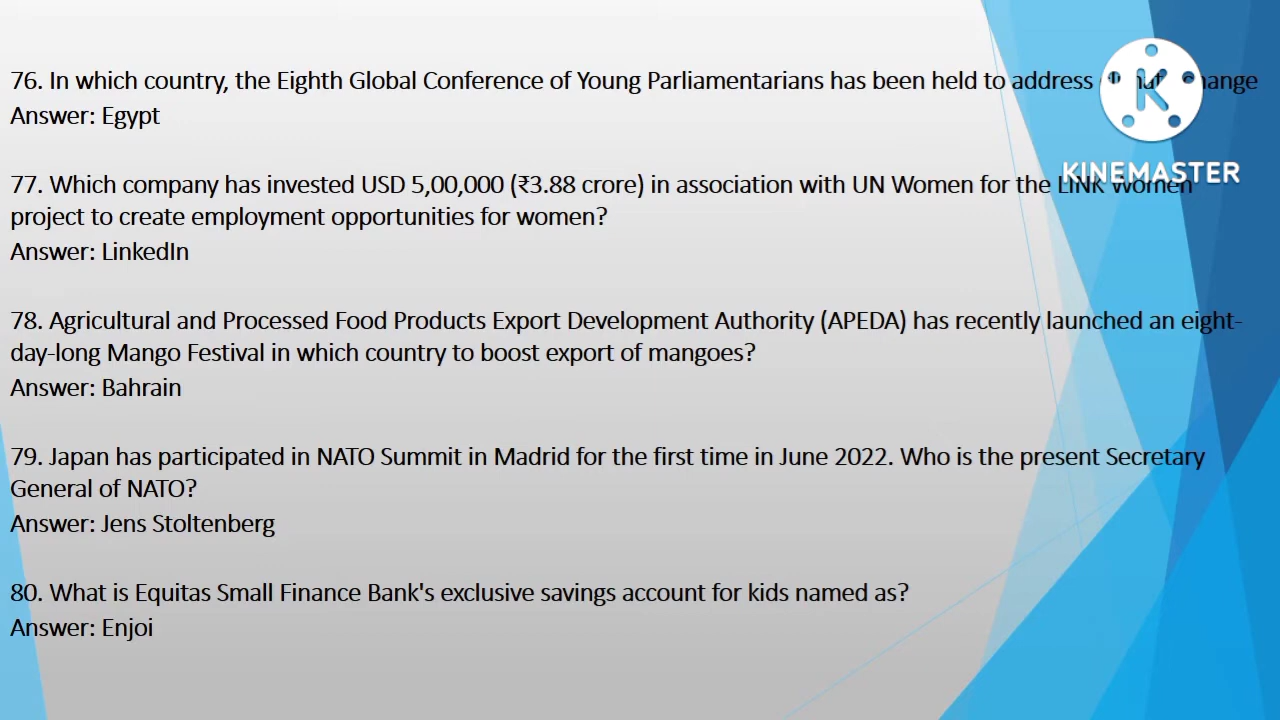 76. In which country, the Eighth Global Conference of Young Parliamentarians has been held to address climate change
Answer: Egypt
77. Which company has invested USD 5,00,000 (₹3.88 crore) in association with UN Women for the LINK Women
project to create employment opportunities for women?
Answer: LinkedIn
78. Agricultural and Processed Food Products Export Development Authority (APEDA) has recently launched an eight-
day-long Mango Festival in which country to boost export of mangoes?
Answer: Bahrain
79. Japan has participated in NATO Summit in Madrid for the first time in June 2022. Who is the present Secretary
General of NATO?
Answer: Jens Stoltenberg
80. What is Equitas Small Finance Bank's exclusive savings account for kids named as?
Answer: Enjoi
K
KINEMASTER